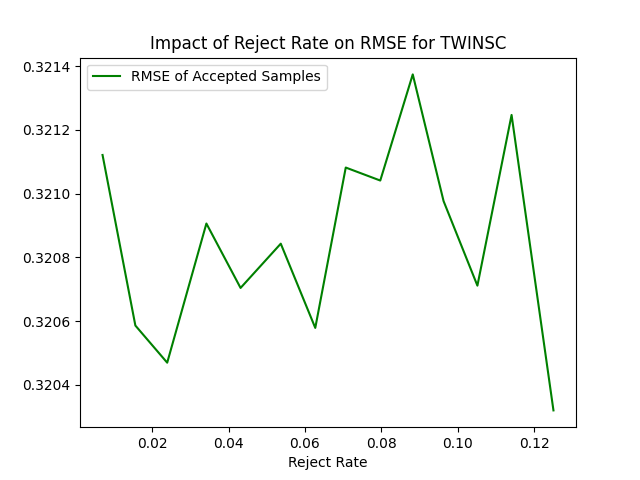 Impact of Reject Rate on RMSE for TWINSC
RMSE of Accepted Samples
0.3214
0.3212
0.3210
0.3208
0.3206
0.3204
0.02 0.04 0.06 0.08 0.10 0.12
Reject Rate